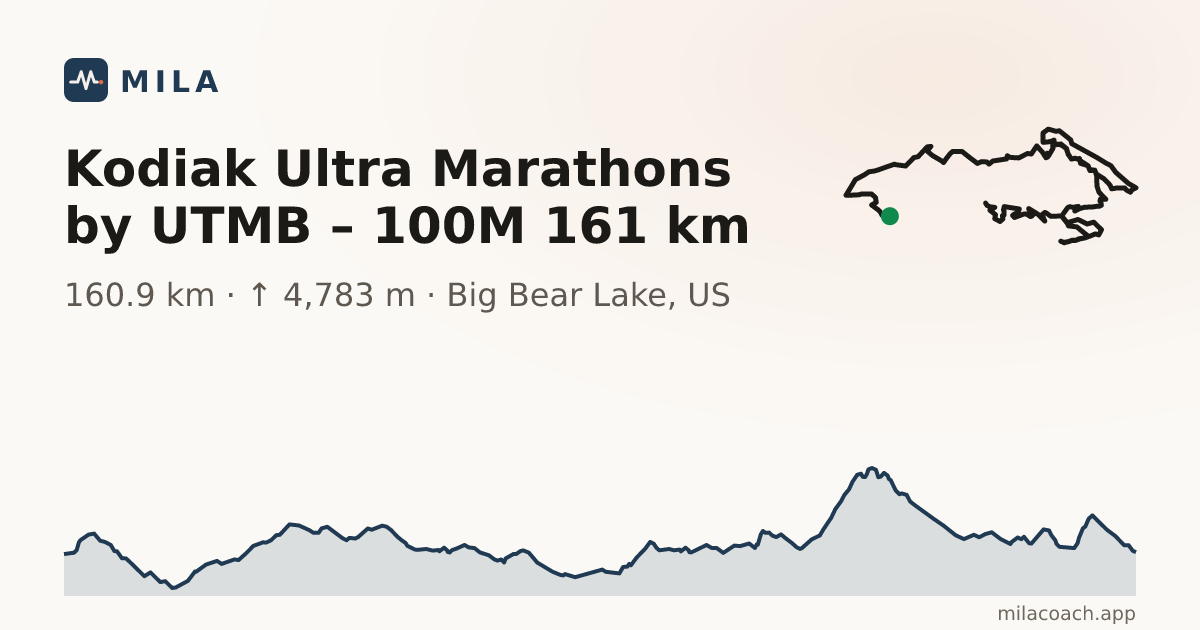 MILA
Kodiak Ultra Marathons
by UTMB – 100M 161 km
160.9 km · ↑ 4,783 m · Big Bear Lake, US
milacoach.app